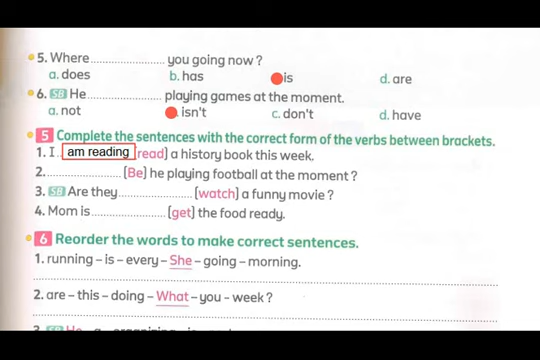 5. Where .................... you going now?
a. does b. has is d. are
6. SB He .................... playing games at the moment.
a. not isn't c. don't d. have
5 Complete the sentences with the correct form of the verbs between brackets.
1. I.. am reading read) a history book this week.
2. .................... (Be) he playing football at the moment?
3. SB Are they .................... (watch) a funny movie?
4. Mom is .................... (get) the food ready.
6 Reorder the words to make correct sentences.
1. running – is – every – She – going – morning.
2. are – this – doing – What – you – week?
3. SB He